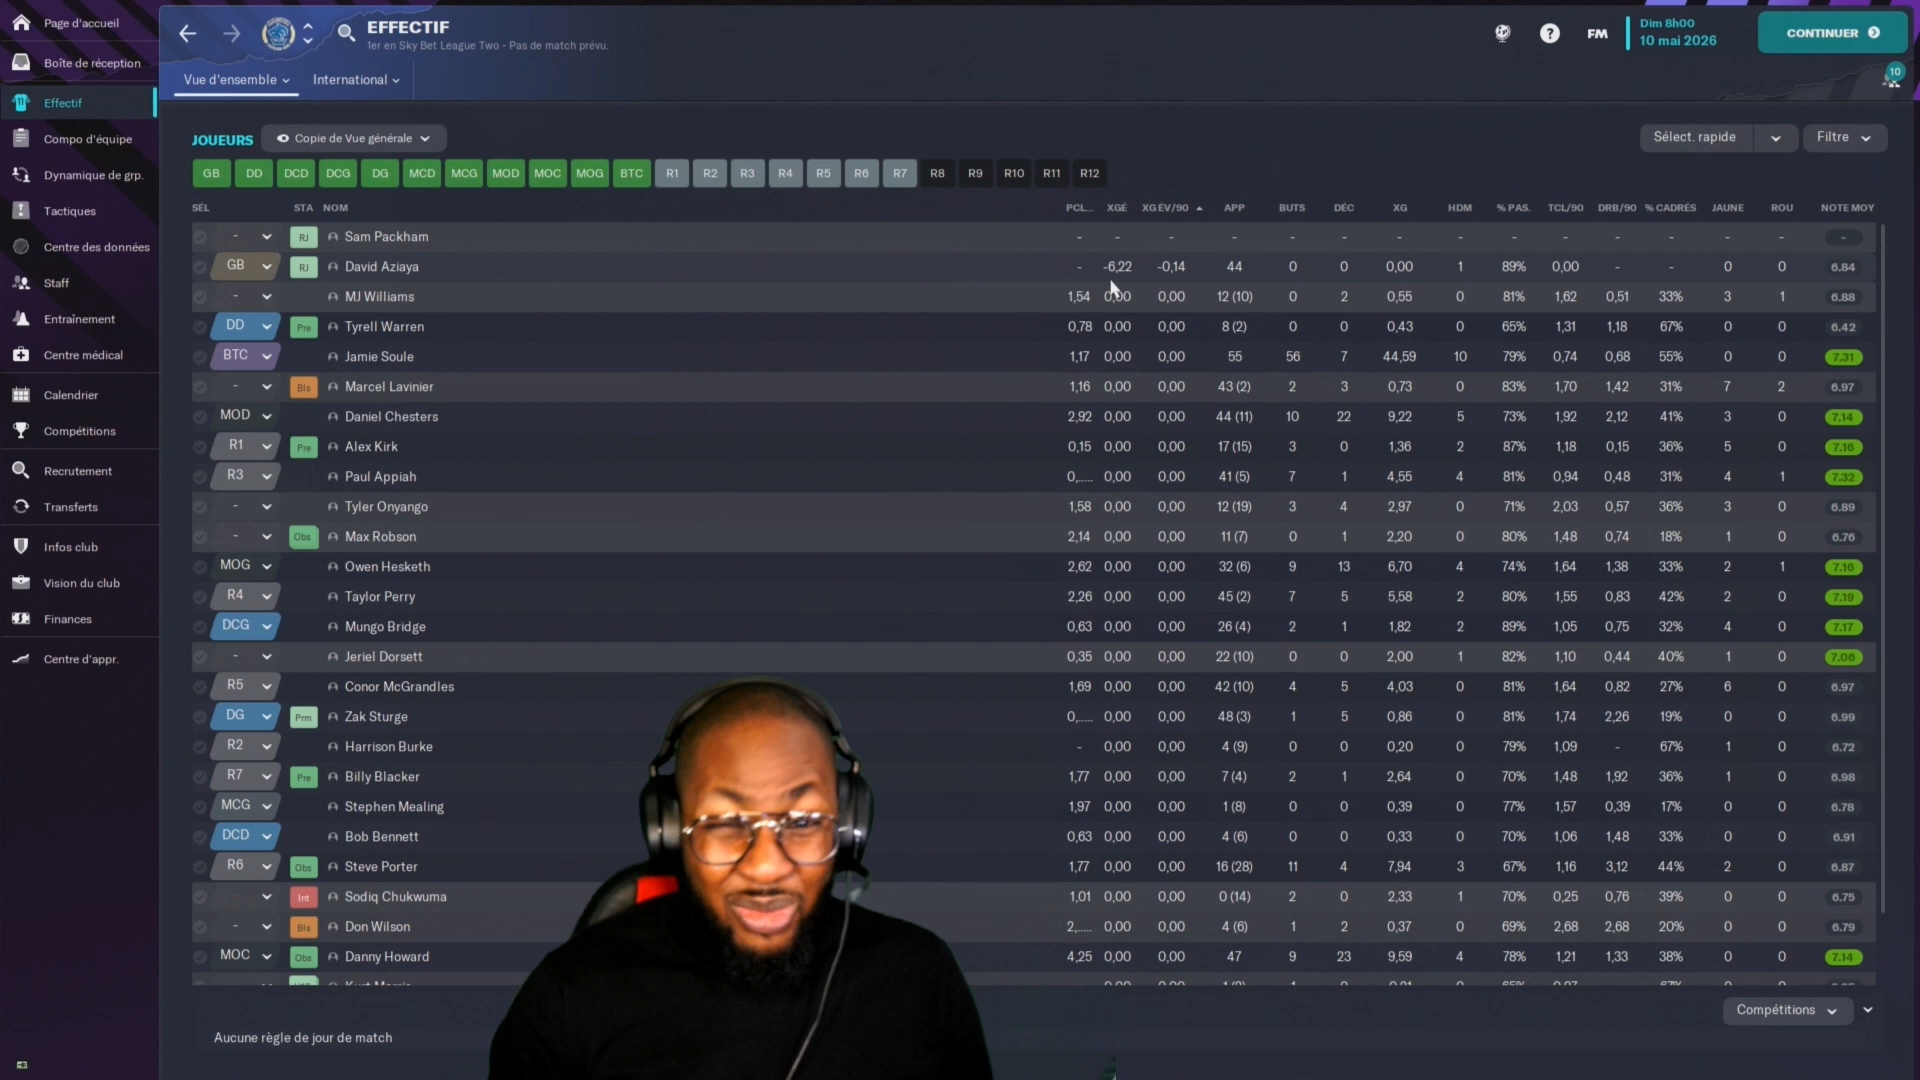 Page d'accueil
Boîte de réception
Effectif
Compo d'équipe
Dynamique de grp.
Tactiques
Centre des données
Staff
Entraînement
Centre médical
Calendrier
Compétitions
Recrutement
Transferts
Infos club
Vision du club
Finances
Centre d'appr.
EFFECTIF
1er en Sky Bet League Two - Pas de match prévu.
FM
Dim 8h00
10 mai 2026
CONTINUER
10
Vue d'ensemble International
JOUEURS Copie de Vue générale Sélect. rapide Filtre
GB DD DCD DCG DG MCD MCG MOD MOC MOG BTC R1 R2 R3 R4 R5 R6 R7 R8 R9 R10 R11 R12
SÉL STA NOM PCL... XGÉ XG ÉV/90 APP BUTS DÉC XG HDM % PAS. TCL/90 DRB/90 % CADRÉS JAUNE ROU NOTE MOY
- RJ Sam Packham - - - - - - - - - - - - - - -
GB RJ David Aziaya - -6,22 -0,14 44 0 0 0,00 1 89% 0,00 - - 0 0 6.84
- MJ Williams 1,54 0,00 0,00 12 (10) 0 2 0,55 0 81% 1,62 0,51 33% 3 1 6.88
DD Pre Tyrell Warren 0,78 0,00 0,00 8 (2) 0 0 0,43 0 65% 1,31 1,18 67% 3 0 6.42
BTC Jamie Soule 1,17 0,00 0,00 55 56 7 44,59 10 79% 0,74 0,68 55% 0 0 7.31
- Bls Marcel Lavinier 1,16 0,00 0,00 43 (2) 2 3 0,73 0 83% 1,70 1,42 31% 7 2 6.97
MOD Daniel Chesters 2,92 0,00 0,00 44 (11) 10 22 9,22 5 73% 1,92 2,12 41% 3 0 7.14
R1 Pre Alex Kirk 0,15 0,00 0,00 17 (15) 3 0 1,36 2 87% 1,18 0,15 36% 5 0 7.16
R3 Paul Appiah 0,..... 0,00 0,00 41 (5) 7 1 4,55 4 81% 0,94 0,48 31% 4 1 7.32
- Tyler Onyango 1,58 0,00 0,00 12 (19) 3 4 2,97 0 71% 2,03 0,57 36% 3 0 6.89
- Obs Max Robson 2,14 0,00 0,00 11 (7) 0 1 2,20 0 80% 1,48 0,74 18% 1 0 6.76
MOG Owen Hesketh 2,62 0,00 0,00 32 (6) 9 13 6,70 4 74% 1,64 1,38 33% 2 1 7.16
R4 Taylor Perry 2,26 0,00 0,00 45 (2) 7 5 5,58 2 80% 1,55 0,83 42% 2 0 7.19
DCG Mungo Bridge 0,63 0,00 0,00 26 (4) 2 1 1,82 2 89% 1,05 0,75 32% 4 0 7.17
- Jeriel Dorsett 0,35 0,00 0,00 22 (10) 0 0 2,00 1 82% 1,10 0,44 40% 1 0 7.06
R5 Conor McGrandles 1,69 0,00 0,00 42 (10) 4 5 4,03 0 81% 1,64 0,82 27% 6 0 6.97
DG Prm Zak Sturge 0,..... 0,00 0,00 48 (3) 1 5 0,86 0 81% 1,74 2,26 19% 0 0 6.99
R2 Harrison Burke - 0,00 0,00 4 (9) 0 0 0,20 0 79% 1,09 - 67% 1 0 6.72
R7 Pre Billy Blacker 1,77 0,00 0,00 7 (4) 2 1 2,64 0 70% 1,48 1,92 36% 1 0 6.98
MCG Stephen Mealing 1,97 0,00 0,00 1 (8) 0 0 0,39 0 77% 1,57 0,39 17% 0 0 6.78
DCD Bob Bennett 0,63 0,00 0,00 4 (6) 0 0 0,33 0 70% 1,06 1,48 33% 0 0 6.91
R6 Obs Steve Porter 1,77 0,00 0,00 16 (28) 11 4 7,94 3 67% 1,16 3,12 44% 2 0 6.87
Int Sodiq Chukwuma 1,01 0,00 0,00 0 (14) 2 0 2,33 1 70% 0,25 0,76 39% 0 0 6.75
- Bls Don Wilson 2,..... 0,00 0,00 4 (6) 1 2 0,37 0 69% 2,68 2,68 20% 0 0 6.79
MOC Obs Danny Howard 4,25 0,00 0,00 47 9 23 9,59 4 78% 1,21 1,33 38% 0 0 7.14
Compétitions
Aucune règle de jour de match